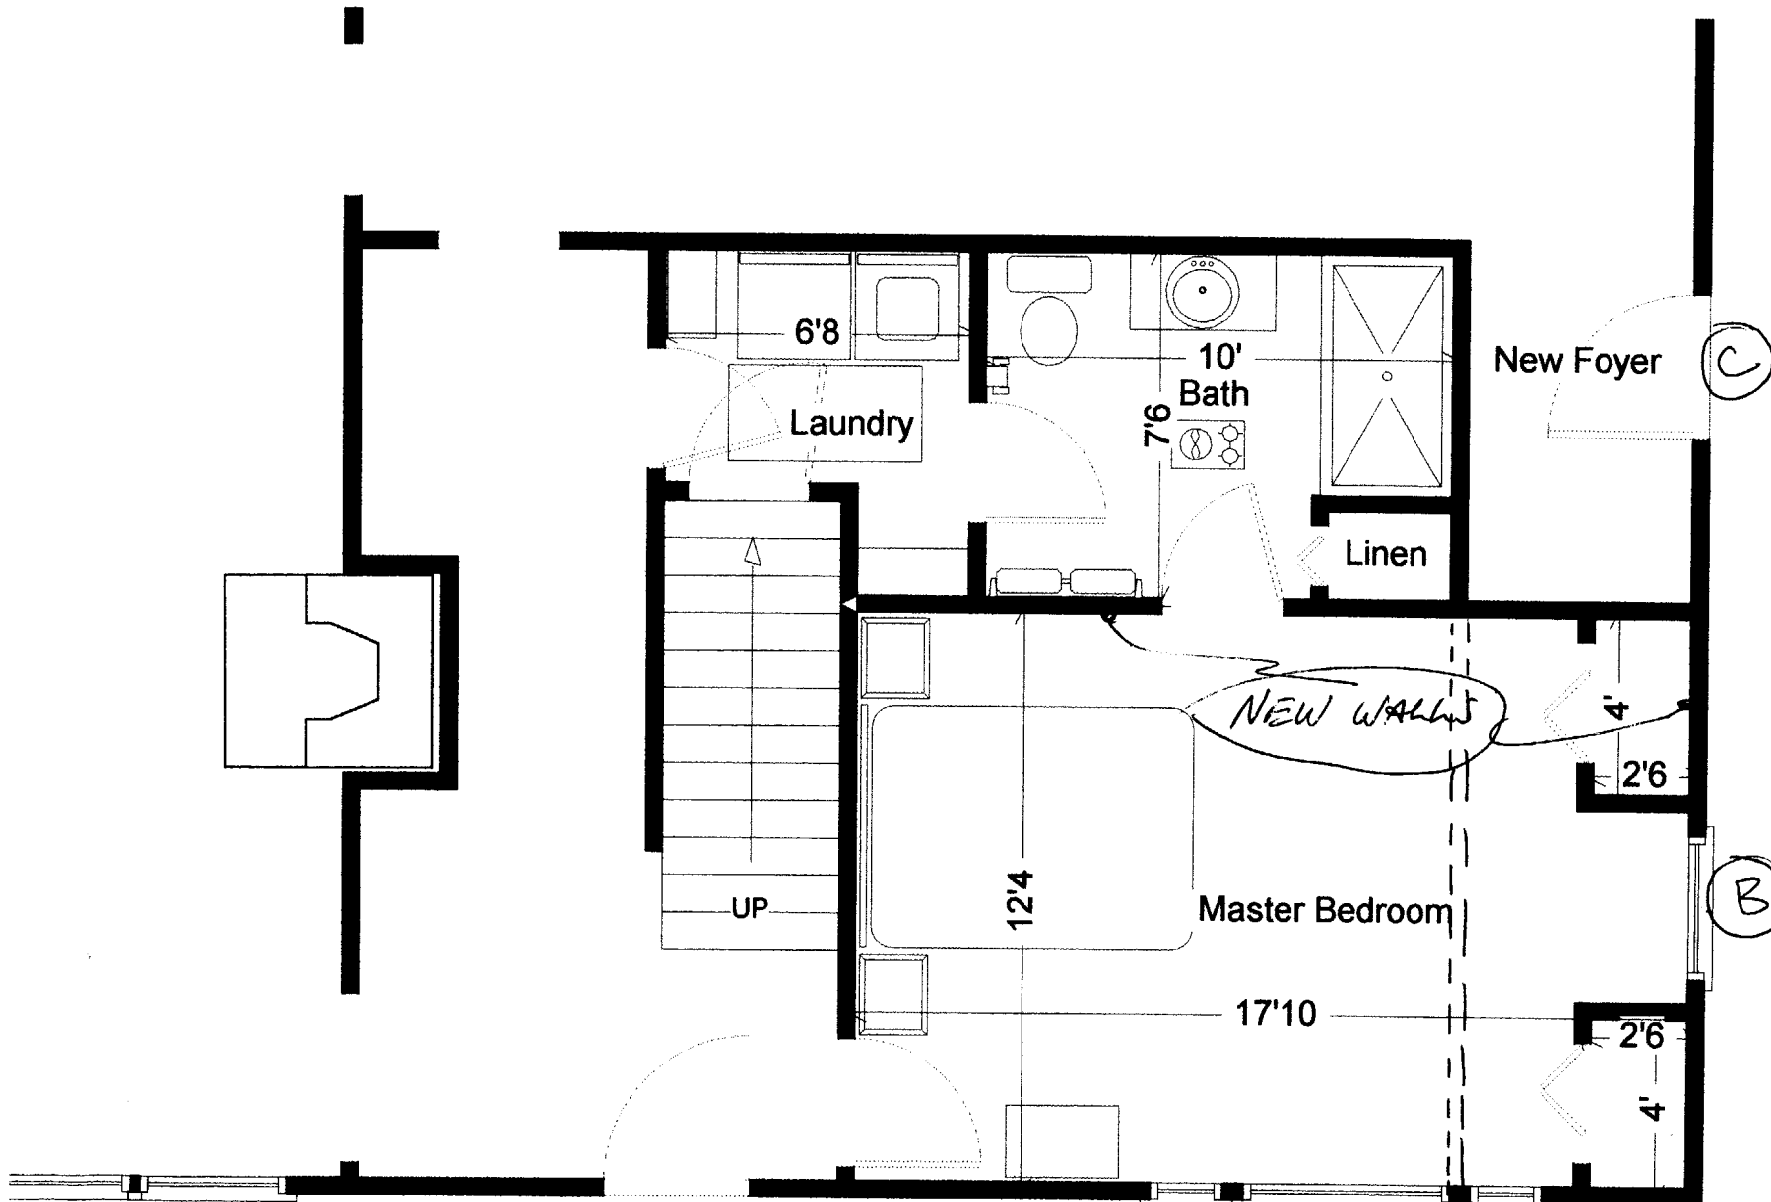 6'8
10'
Bath
7'6
New Foyer
C
Laundry
Linen
NEW WALLS
4'
2'6
UP
12'4
Master Bedroom
B
17'10
2'6
4'